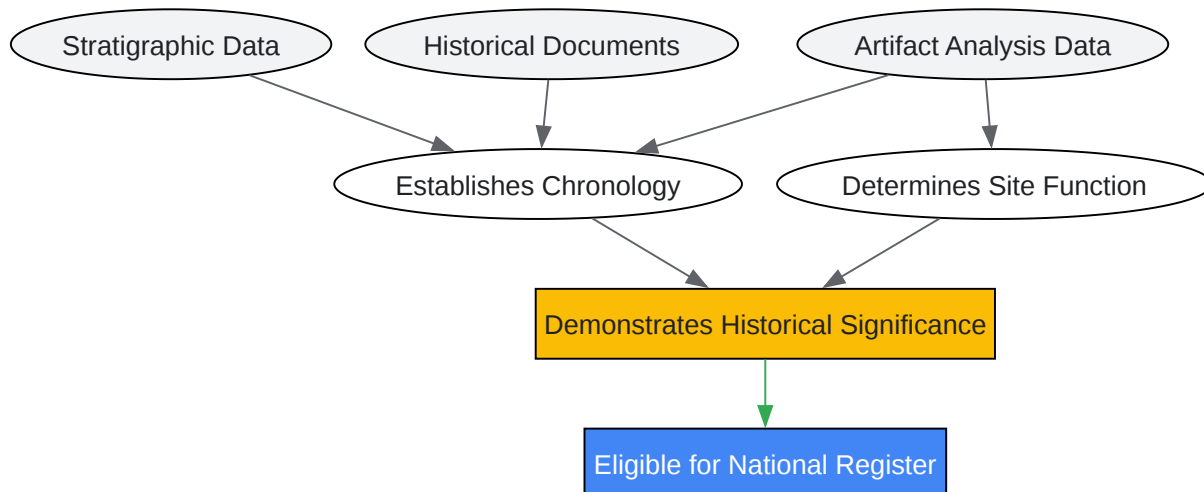 Stratigraphic Data
Historical Documents
Artifact Analysis Data
Establishes Chronology
Determines Site Function
Demonstrates Historical Significance
Eligible for National Register